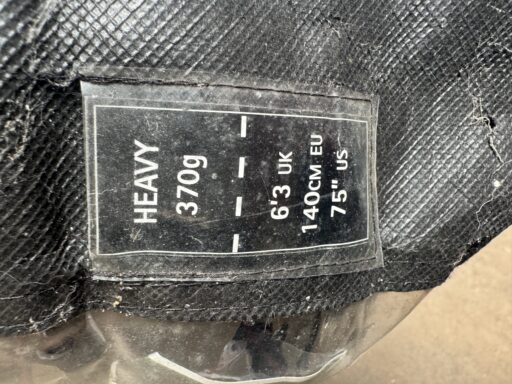 HEAVY
370g
6'3 UK
140CM EU
75" US